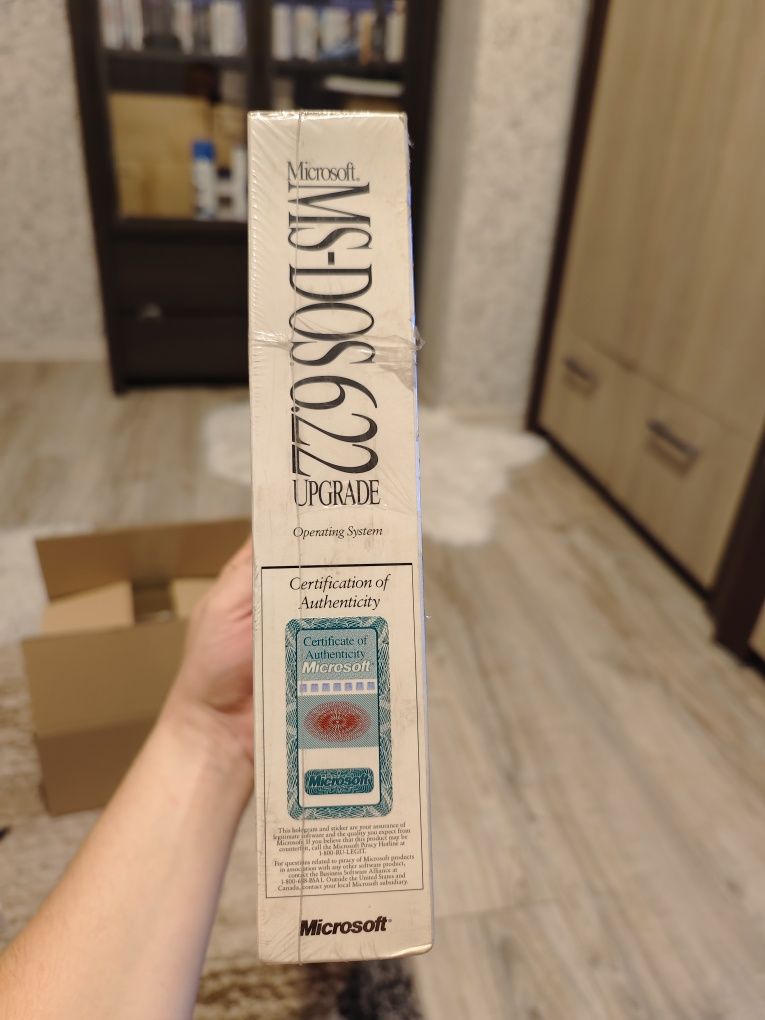 Microsoft®
MS-DOS 6.22
UPGRADE
Operating System
Certification of
Authenticity
Certificate of
Authenticity
Microsoft
Microsoft
This hologram and sticker are your assurance of
legitimate software and the quality you expect from
Microsoft. If you believe that this product may be
counterfeit, call the Microsoft Piracy Hotline at
1-800-RU-LEGIT.
For questions related to piracy of Microsoft products
in association with any other software product,
contact the Business Software Alliance at
1-800-688-BSA1. Outside the United States and
Canada, contact your local Microsoft subsidiary.
Microsoft®